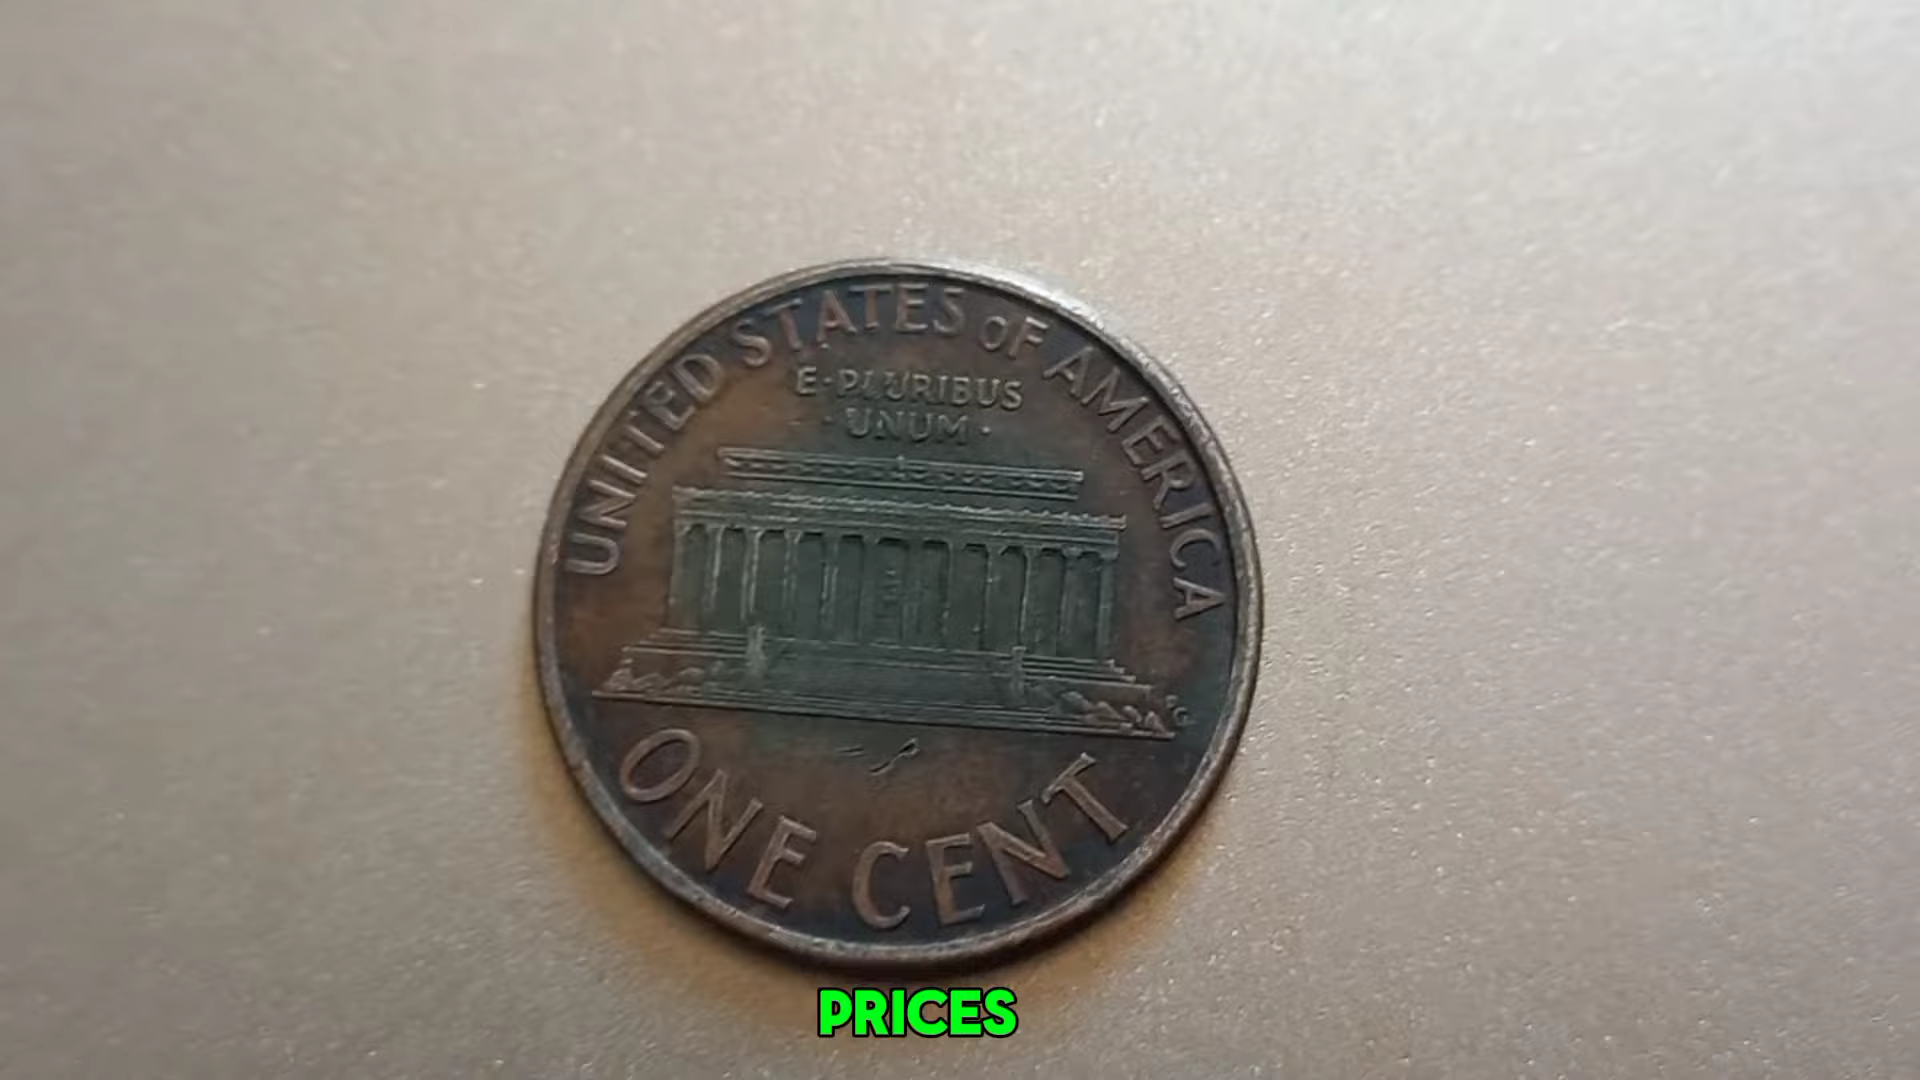 UNITED STATES OF AMERICA
E·PLURIBUS
·UNUM·
ONE CENT
PRICES